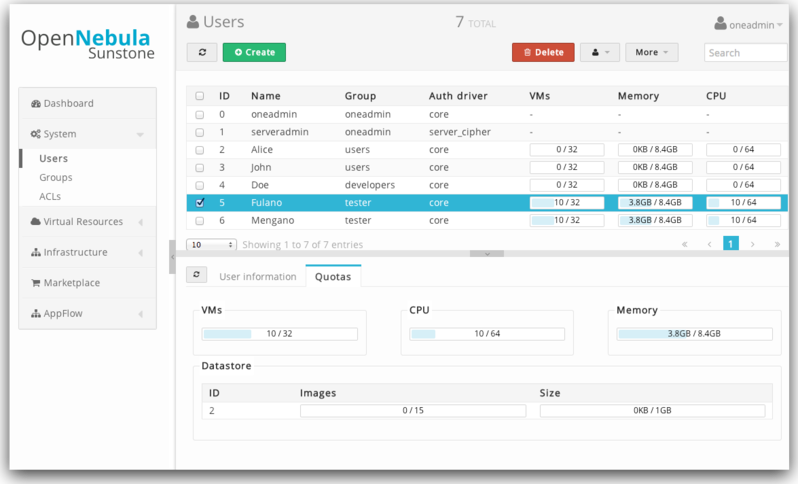 OpenNebula
Sunstone
Users
7 TOTAL
oneadmin
Create
Delete
More
Search
Dashboard
System
Users
Groups
ACLs
Virtual Resources
Infrastructure
Marketplace
AppFlow
ID Name Group Auth driver VMs Memory CPU
0 oneadmin oneadmin core - - -
1 serveradmin oneadmin server_cipher - - -
2 Alice users core 0 / 32 0KB / 8.4GB 0 / 64
3 John users core 0 / 32 0KB / 8.4GB 0 / 64
4 Doe developers core 0 / 32 0KB / 8.4GB 0 / 64
5 Fulano tester core 10 / 32 3.8GB / 8.4GB 10 / 64
6 Mengano tester core 10 / 32 3.8GB / 8.4GB 10 / 64
10 Showing 1 to 7 of 7 entries « ‹ 1 › »
User information Quotas
VMs CPU Memory
10 / 32 10 / 64 3.8GB / 8.4GB
Datastore
ID Images Size
2 0 / 15 0KB / 1GB